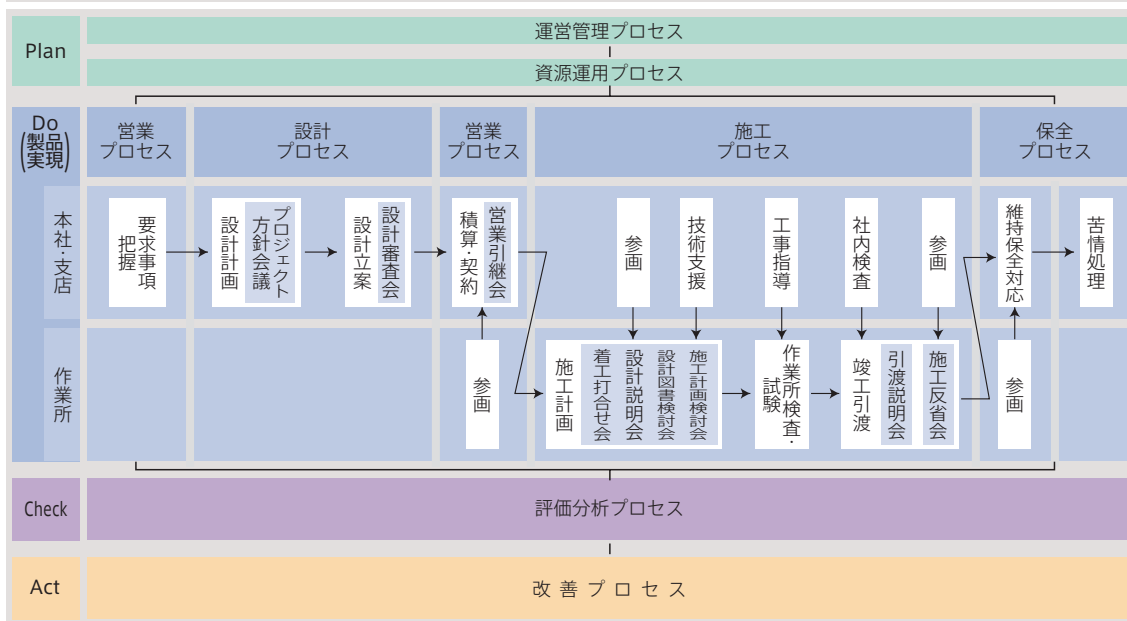 Plan
運営管理プロセス
資源運用プロセス
Do
(製品
実現)
営業
プロセス
設計
プロセス
営業
プロセス
施工
プロセス
保全
プロセス
本社・支店
要求事項
把握
設計計画
プロジェクト
方針会議
設計立案
設計審査会
積算・契約
営業引継会
参画
技術支援
工事指導
社内検査
参画
維持保全対応
苦情処理
作業所
参画
施工計画
着工打合せ会
設計説明会
設計図書検討会
施工計画検討会
作業所検査・
試験
竣工引渡
引渡説明会
施工反省会
参画
Check
評価分析プロセス
Act
改善プロセス